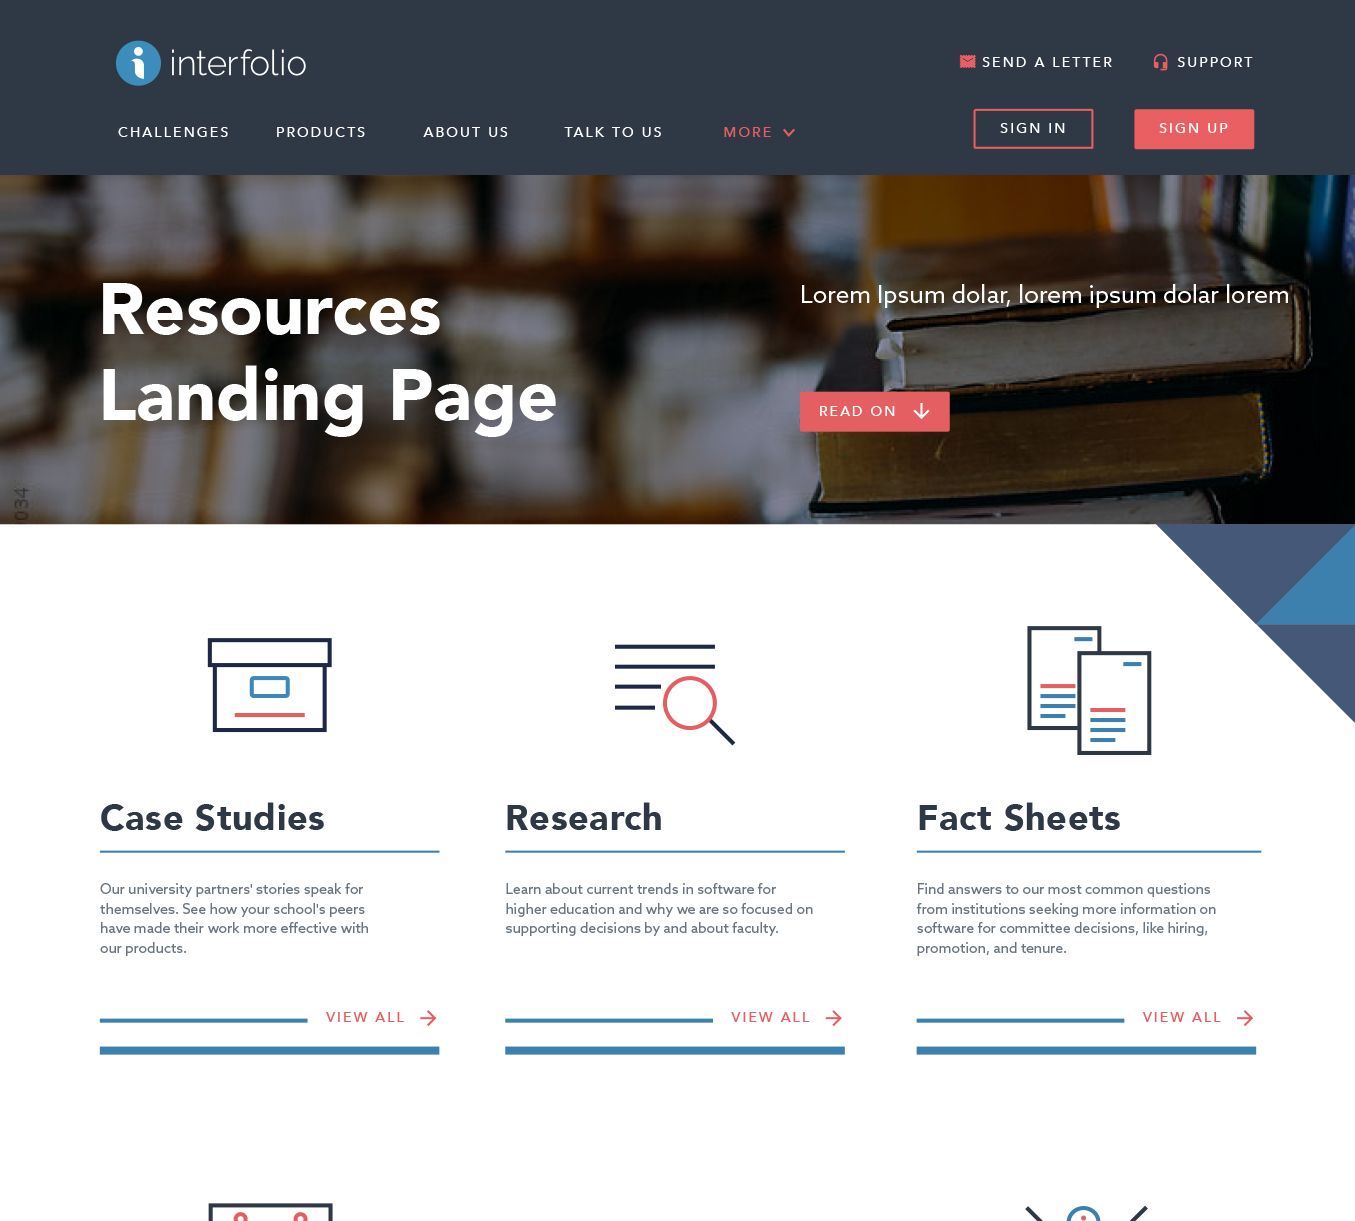 interfolio
SEND A LETTER
SUPPORT
CHALLENGES
PRODUCTS
ABOUT US
TALK TO US
MORE
SIGN IN
SIGN UP
Resources
Landing Page
Lorem Ipsum dolar, lorem ipsum dolar lorem
READ ON
034
Case Studies
Our university partners' stories speak for
themselves. See how your school's peers
have made their work more effective with
our products.
VIEW ALL
Research
Learn about current trends in software for
higher education and why we are so focused on
supporting decisions by and about faculty.
VIEW ALL
Fact Sheets
Find answers to our most common questions
from institutions seeking more information on
software for committee decisions, like hiring,
promotion, and tenure.
VIEW ALL